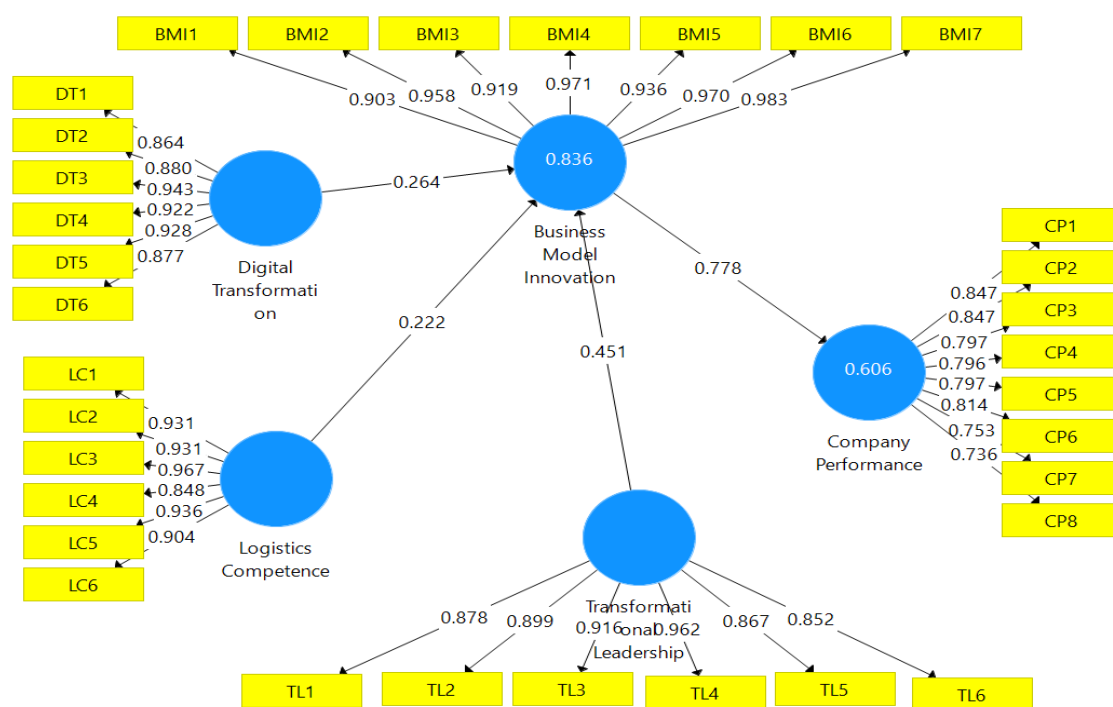 BMI1 BMI2 BMI3 BMI4 BMI5 BMI6 BMI7
0.903 0.958 0.919 0.971 0.936 0.970 0.983
DT1
DT2
DT3
DT4
DT5
DT6
0.864
0.880
0.943
0.922
0.928
0.877
Digital
Transformati
on
0.264
0.836
Business
Model
Innovation
0.222
0.451
0.778
LC1
LC2
LC3
LC4
LC5
LC6
0.931
0.931
0.967
0.848
0.936
0.904
Logistics
Competence
0.606
Company
Performance
0.847
0.847
0.797
0.796
0.797
0.814
0.753
0.736
CP1
CP2
CP3
CP4
CP5
CP6
CP7
CP8
Transformati
onal
Leadership
0.878 0.899 0.916 0.962 0.867 0.852
TL1 TL2 TL3 TL4 TL5 TL6